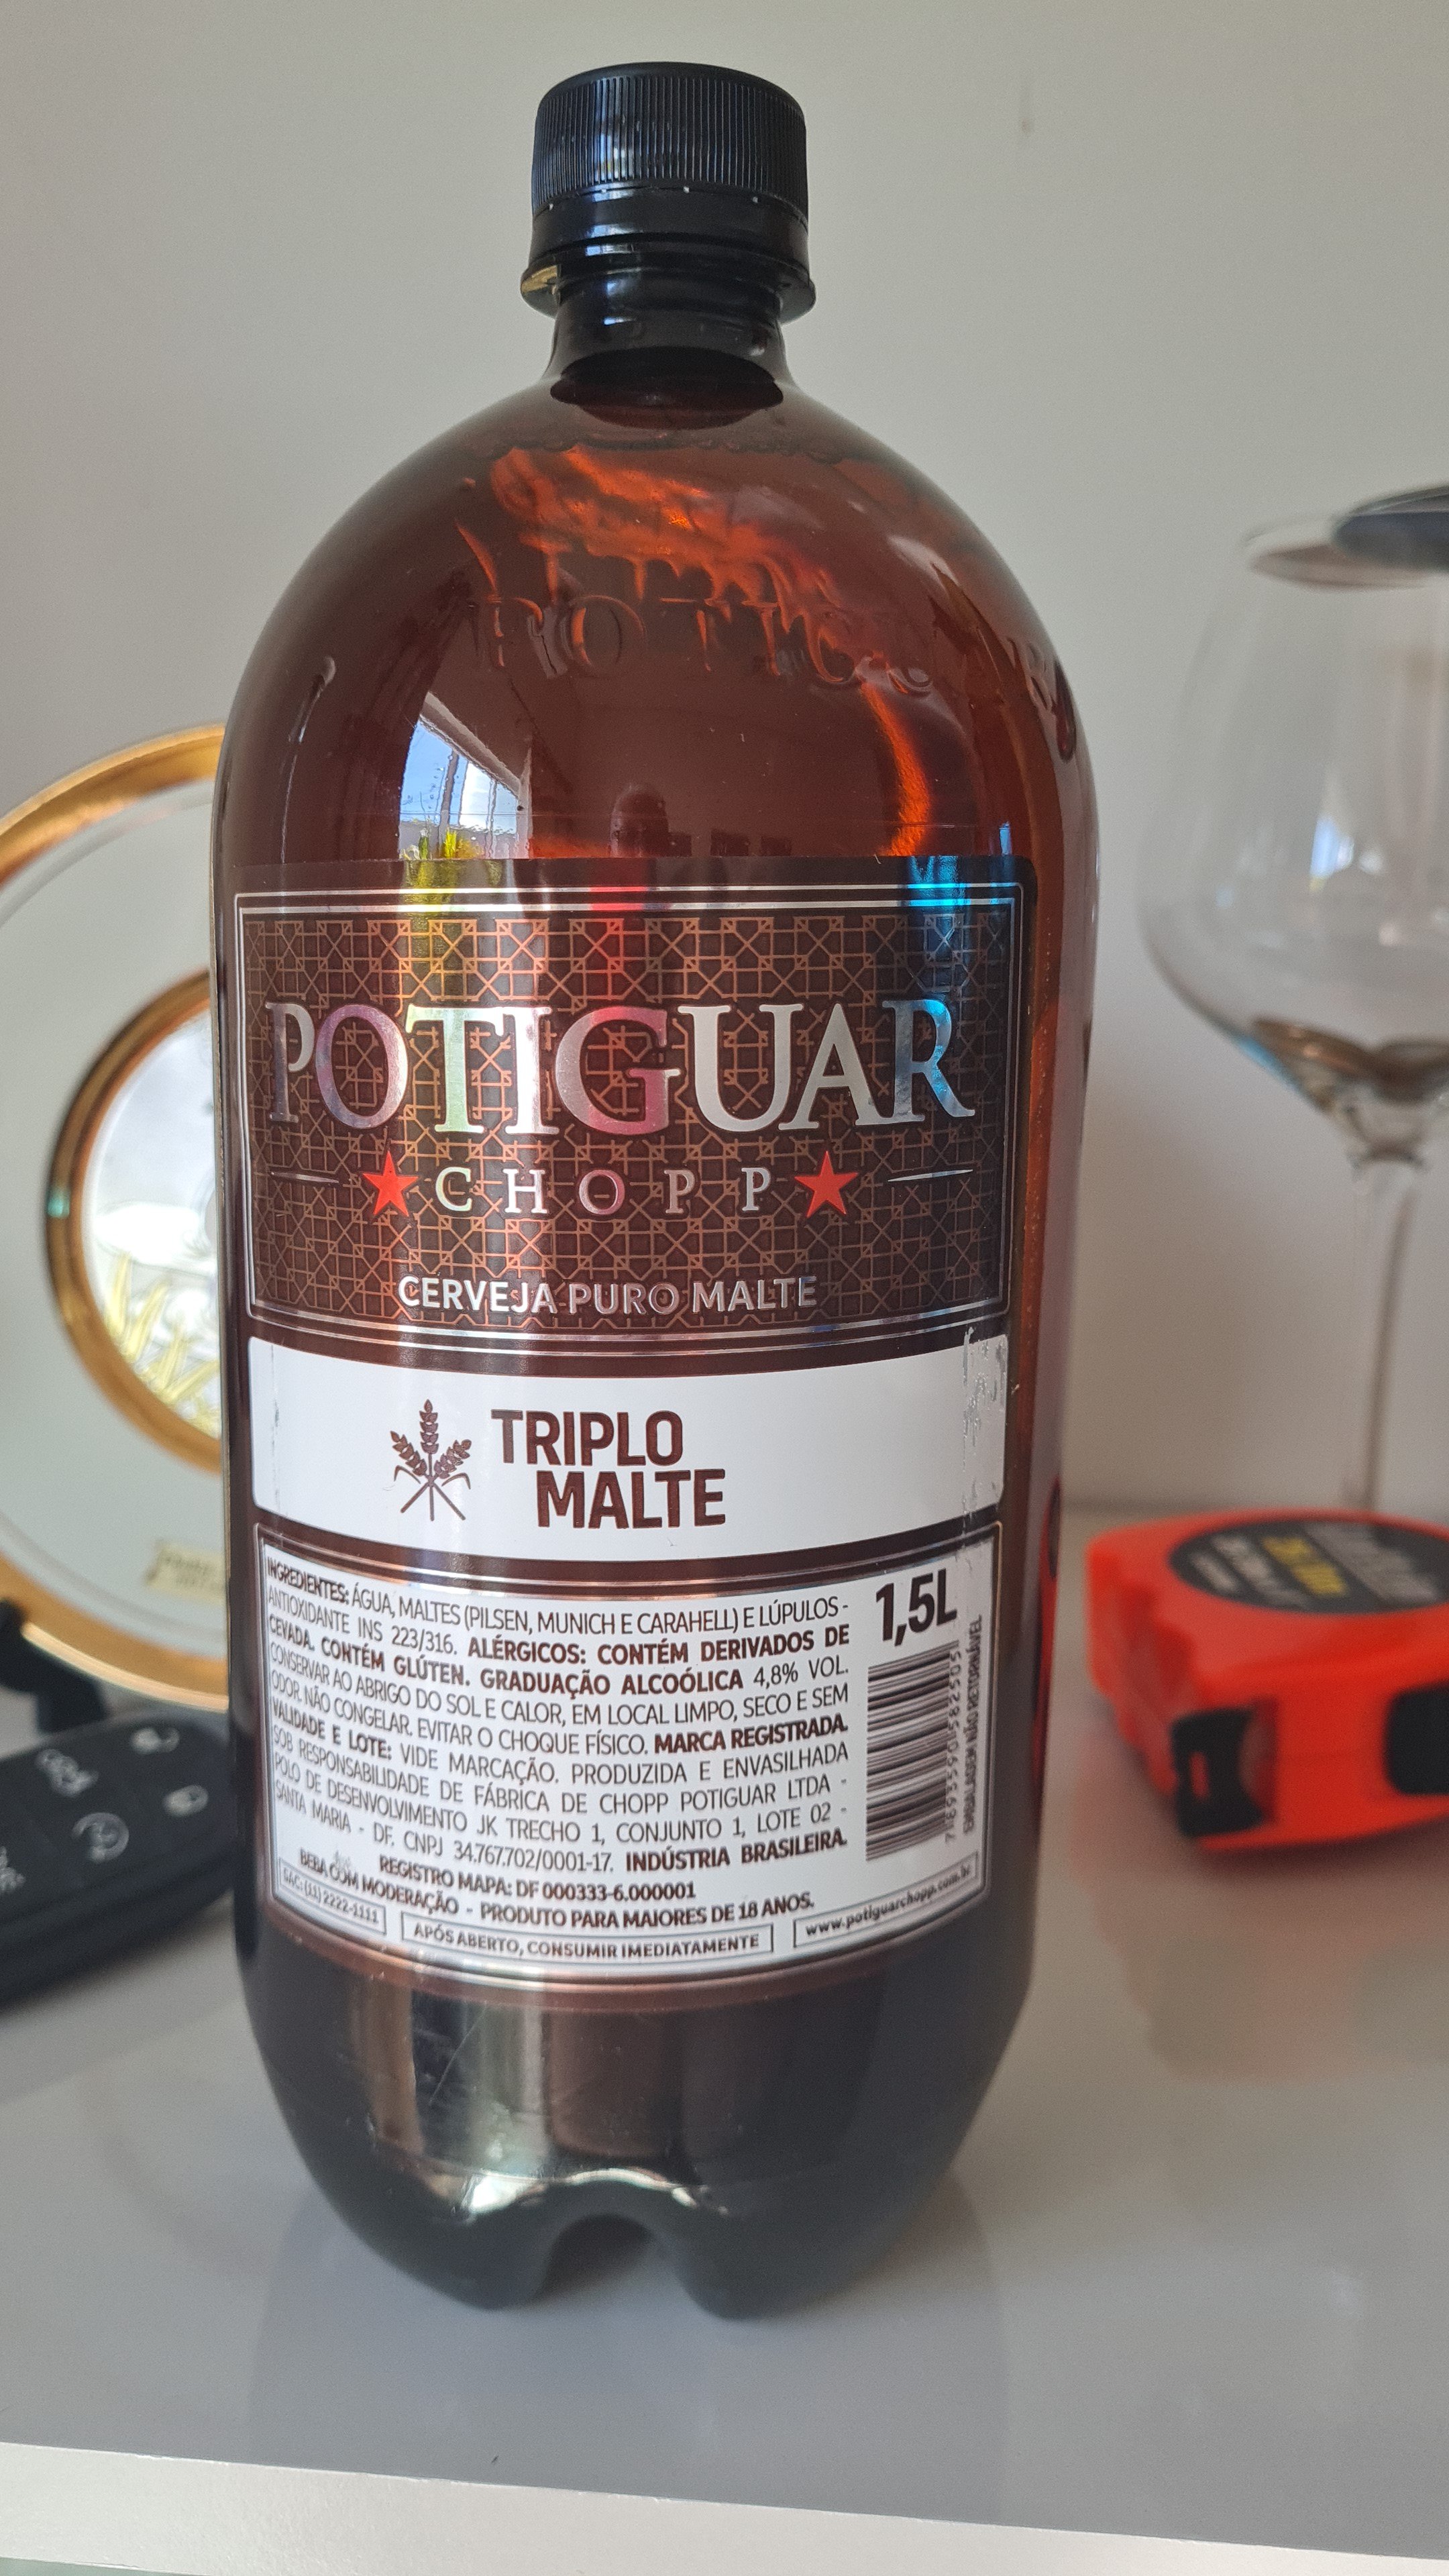 POTIGUAR
POTIGUAR
CHOPP
CERVEJA PURO MALTE
TRIPLO
MALTE
INGREDIENTES: ÁGUA, MALTES (PILSEN, MUNICH E CARAHELL) E LÚPULOS -
ANTIOXIDANTE INS 223/316. ALÉRGICOS: CONTÉM DERIVADOS DE
CEVADA. CONTÉM GLÚTEN. GRADUAÇÃO ALCOÓLICA 4,8% VOL.
CONSERVAR AO ABRIGO DO SOL E CALOR, EM LOCAL LIMPO, SECO E SEM
ODOR. NÃO CONGELAR. EVITAR O CHOQUE FÍSICO. MARCA REGISTRADA.
VALIDADE E LOTE: VIDE MARCAÇÃO. PRODUZIDA E ENVASILHADA
SOB RESPONSABILIDADE DE FÁBRICA DE CHOPP POTIGUAR LTDA -
POLO DE DESENVOLVIMENTO JK TRECHO 1, CONJUNTO 1, LOTE 02 -
SANTA MARIA - DF. CNPJ 34.767.702/0001-17. INDÚSTRIA BRASILEIRA.
REGISTRO MAPA: DF 000333-6.000001
BEBA COM MODERAÇÃO - PRODUTO PARA MAIORES DE 18 ANOS.
SAC: (11) 2222-1111
APÓS ABERTO, CONSUMIR IMEDIATAMENTE
www.potiguarchopp.com.br
1,5L
EMBALAGEM NÃO RETORNÁVEL